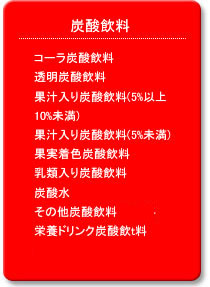 炭酸飲料
コーラ炭酸飲料
透明炭酸飲料
果汁入り炭酸飲料(5%以上
10%未満)
果汁入り炭酸飲料(5%未満)
果実着色炭酸飲料
乳類入り炭酸飲料
炭酸水
その他炭酸飲料
栄養ドリンク炭酸飲t料